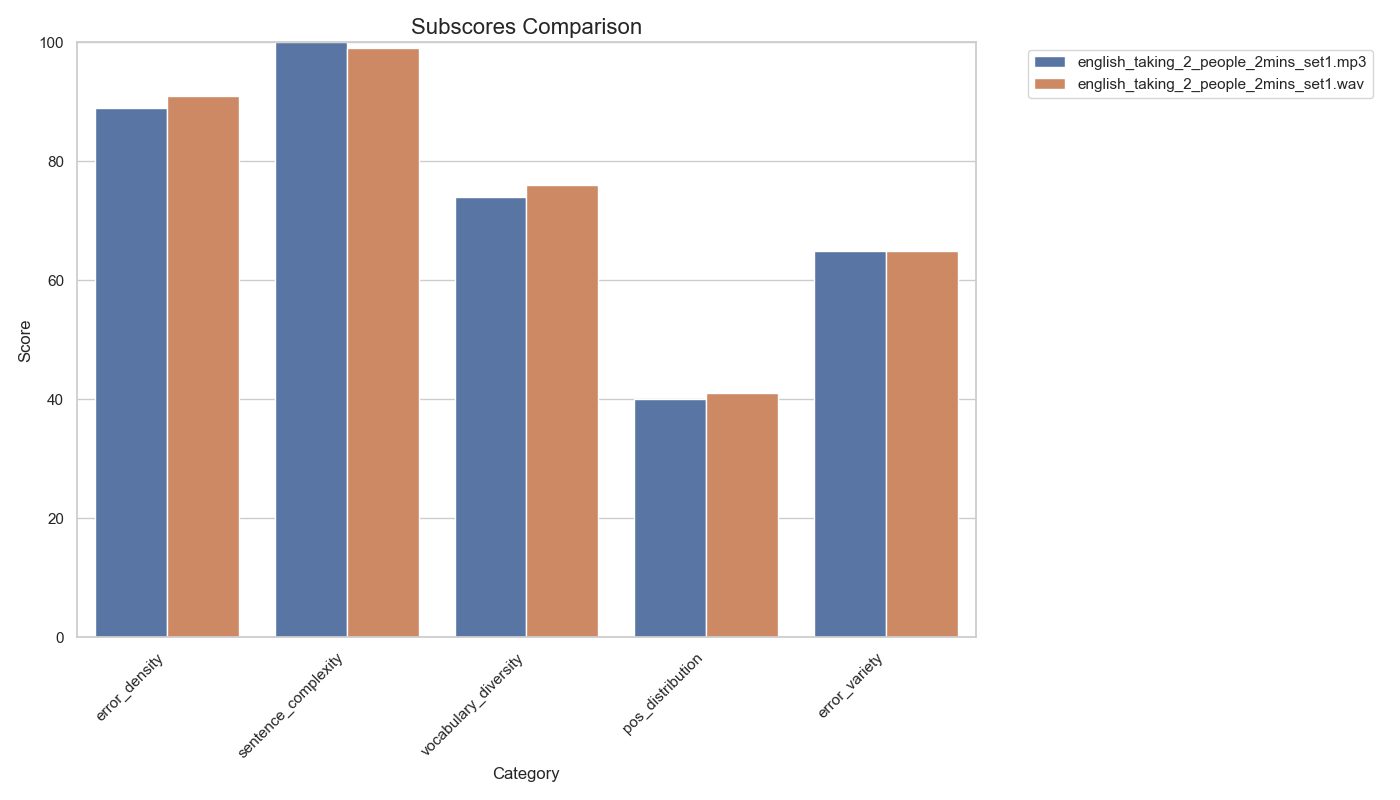 Subscores Comparison
english_taking_2_people_2mins_set1.mp3
english_taking_2_people_2mins_set1.wav
100
80
60
40
20
0
Score
error_density
sentence_complexity
vocabulary_diversity
pos_distribution
error_variety
Category